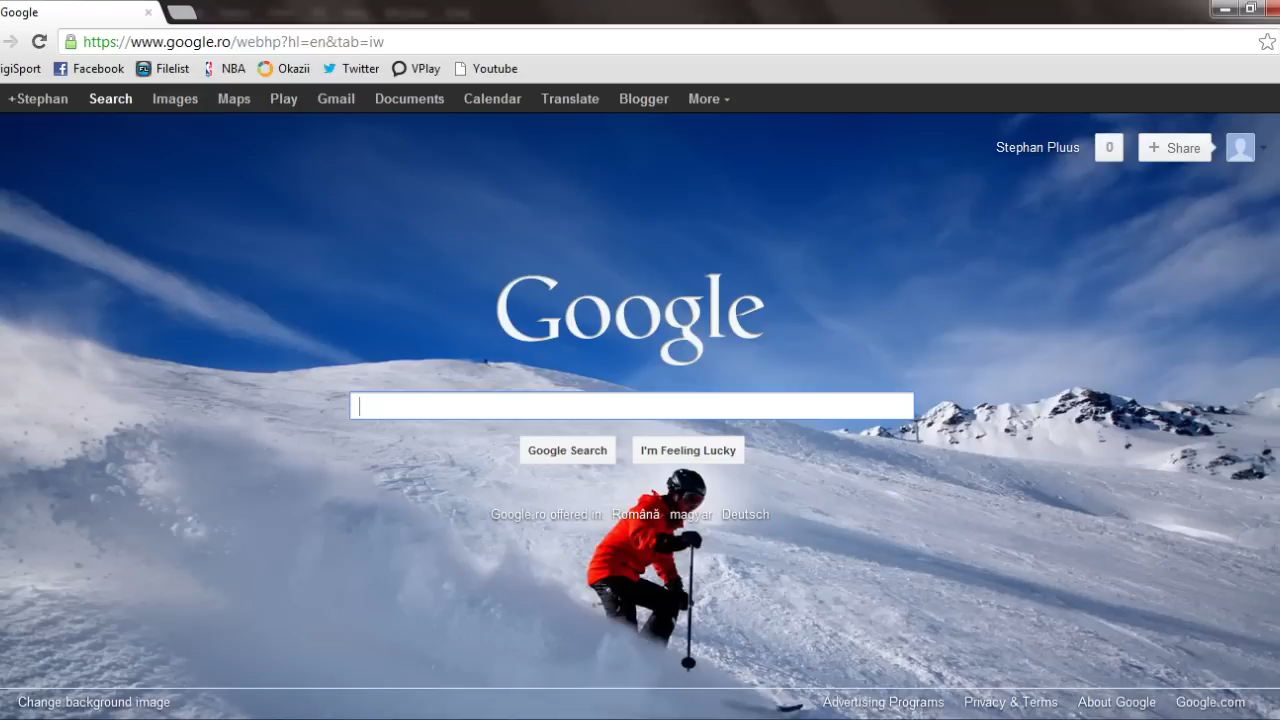 Google
https://www.google.ro/webhp?hl=en&tab=iw
igiSport Facebook Filelist NBA Okazii Twitter VPlay Youtube
+Stephan Search Images Maps Play Gmail Documents Calendar Translate Blogger More
Stephan Pluus 0 + Share
Google
Google Search I'm Feeling Lucky
Google.ro offered in: Română magyar Deutsch
Change background image Advertising Programs Privacy & Terms About Google Google.com